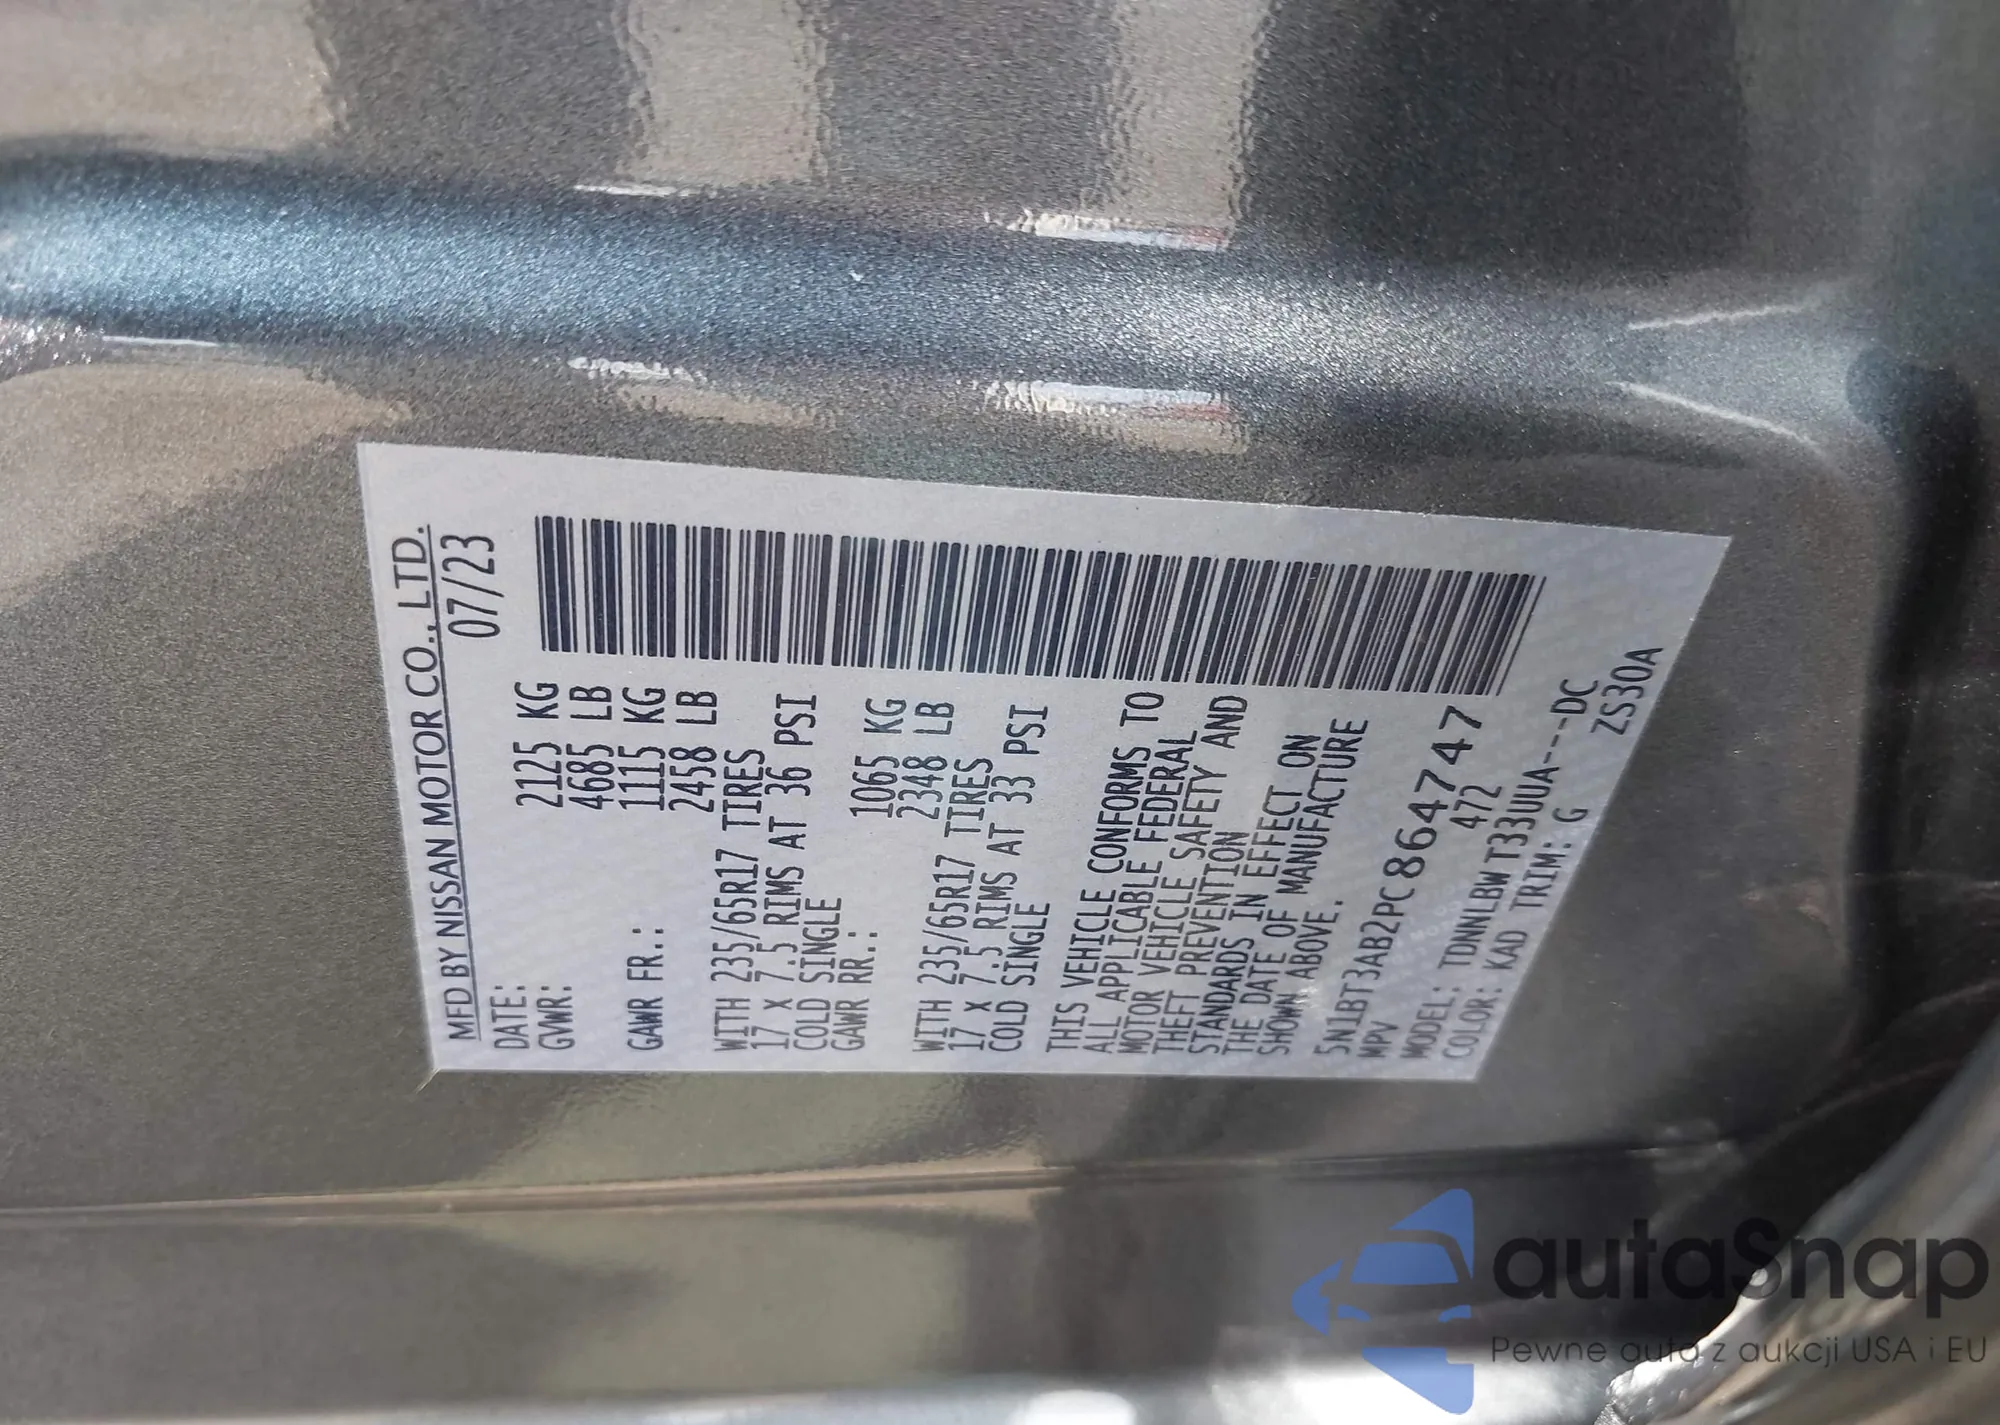 MFD BY NISSAN MOTOR CO., LTD.
DATE: 07/23
GVWR: 2125 KG
4685 LB
GAWR FR.: 1115 KG
2458 LB
WITH 235/65R17 TIRES
17 X 7.5 RIMS AT 36 PSI
COLD SINGLE
GAWR RR.: 1065 KG
2348 LB
WITH 235/65R17 TIRES
17 X 7.5 RIMS AT 33 PSI
COLD SINGLE
THIS VEHICLE CONFORMS TO
ALL APPLICABLE FEDERAL
MOTOR VEHICLE SAFETY AND
THEFT PREVENTION
STANDARDS IN EFFECT ON
THE DATE OF MANUFACTURE
SHOWN ABOVE.
5N1BT3AB2PC864747
MPV 472
MODEL: TDNNLBWT33UUA---DC
COLOR: KAD TRIM: G ZS30A
autaSnap
Pewne auto z aukcji USA i EU